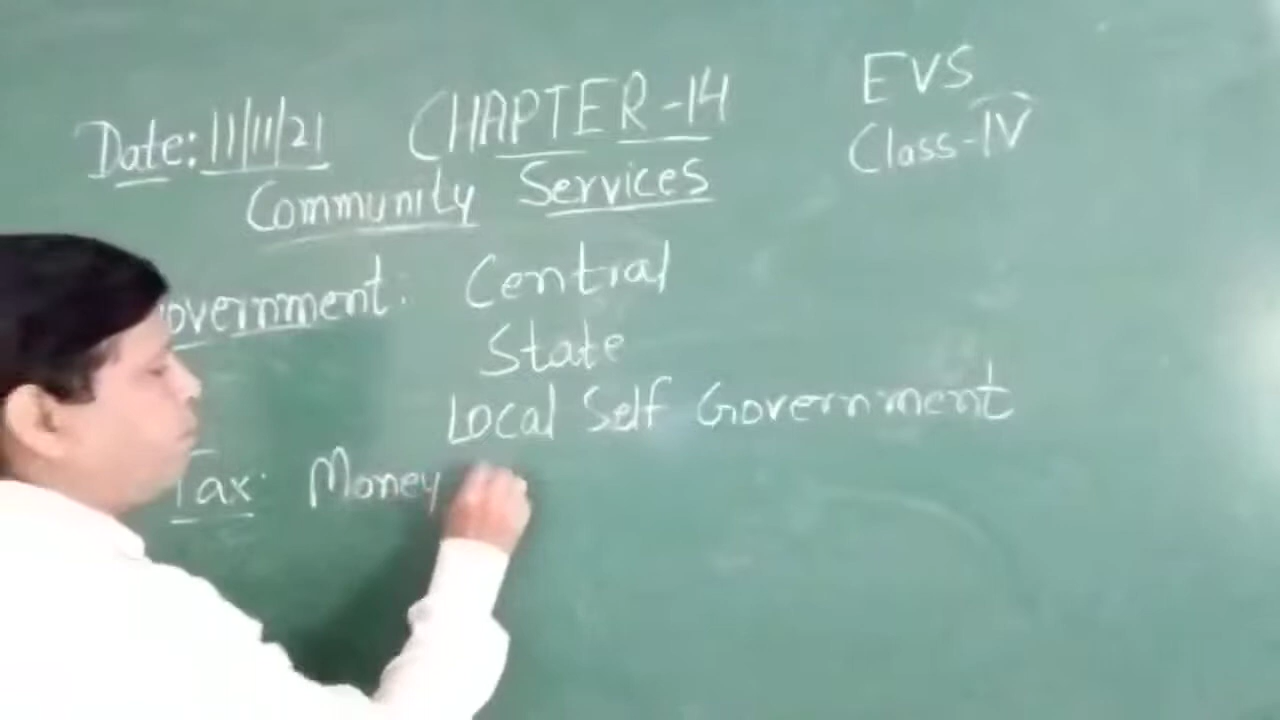 EVS
Date: 11/11/21 CHAPTER-14
Class-IV
Community Services
overnment: Central
State
Local Self Government
Tax: Money